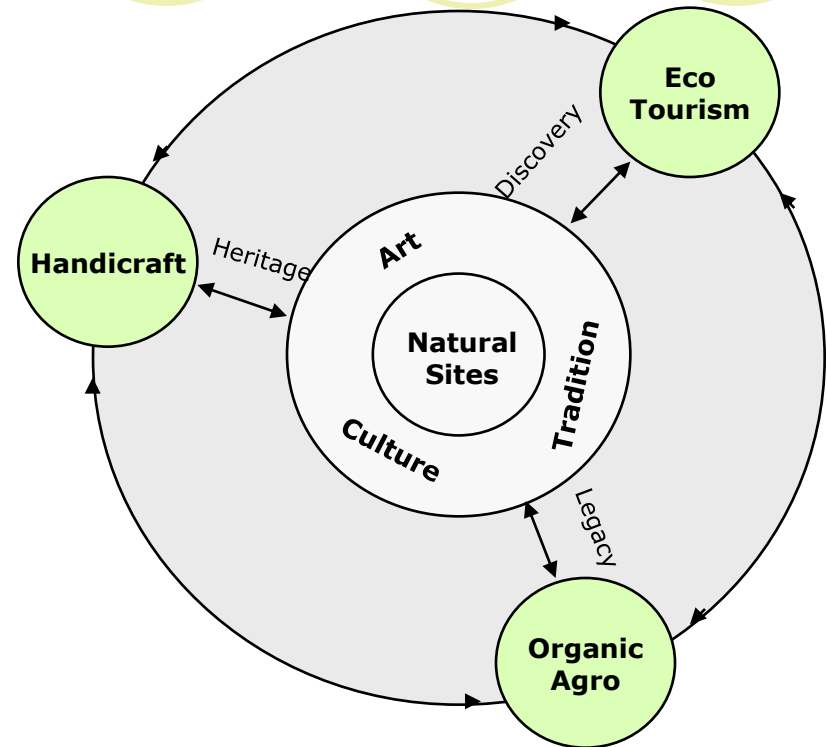 Eco
Tourism
Discovery
Handicraft
Heritage
Art
Natural
Sites
Tradition
Culture
Legacy
Organic
Agro